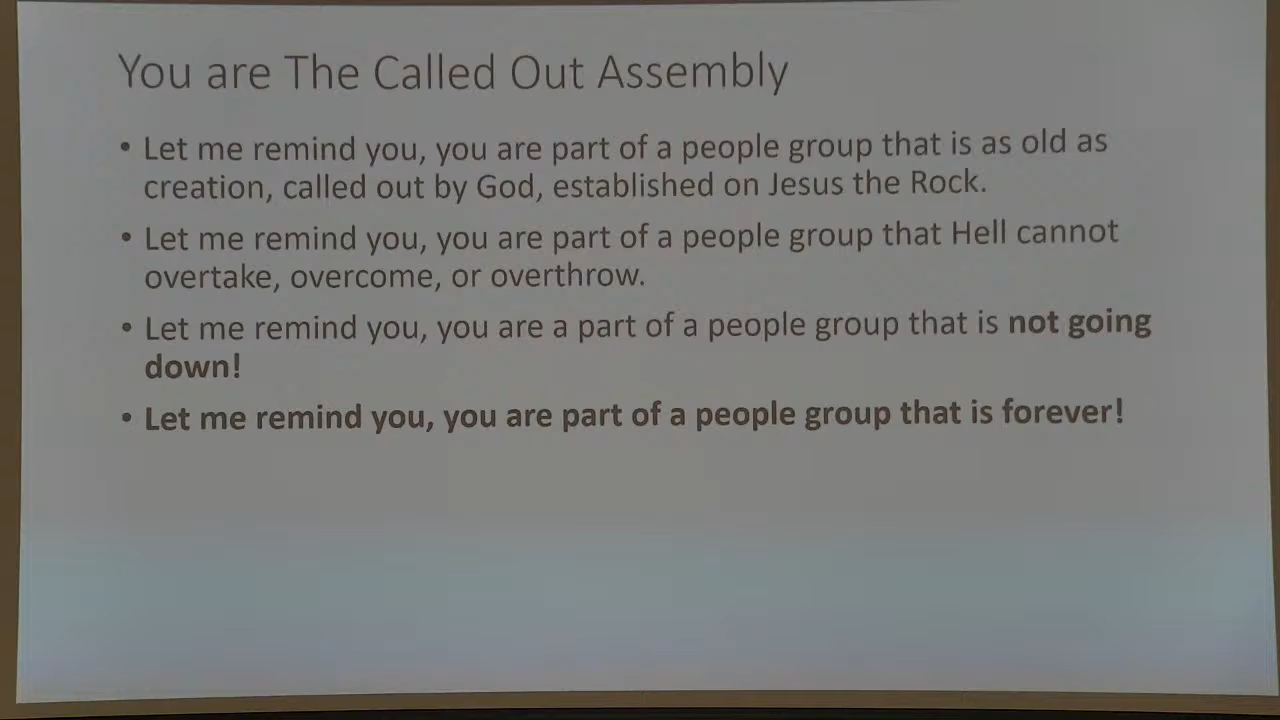 You are The Called Out Assembly
• Let me remind you, you are part of a people group that is as old as
creation, called out by God, established on Jesus the Rock.
• Let me remind you, you are part of a people group that Hell cannot
overtake, overcome, or overthrow.
• Let me remind you, you are a part of a people group that is not going
down!
• Let me remind you, you are part of a people group that is forever!